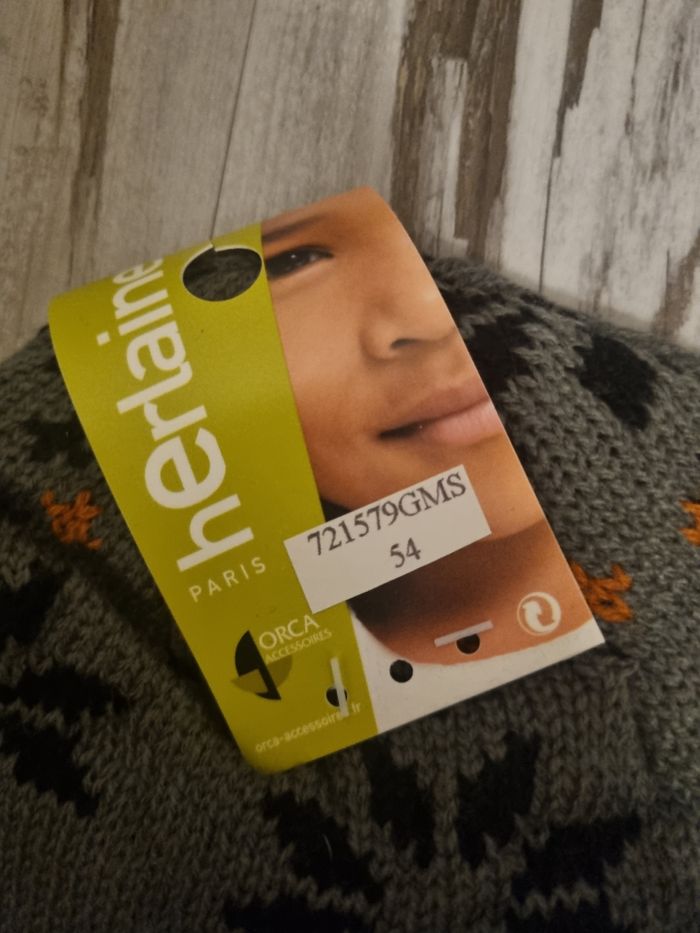 herlaine
PARIS
721579GMS
54
ORCA
ACCESSOIRES
orca-accessoires.fr